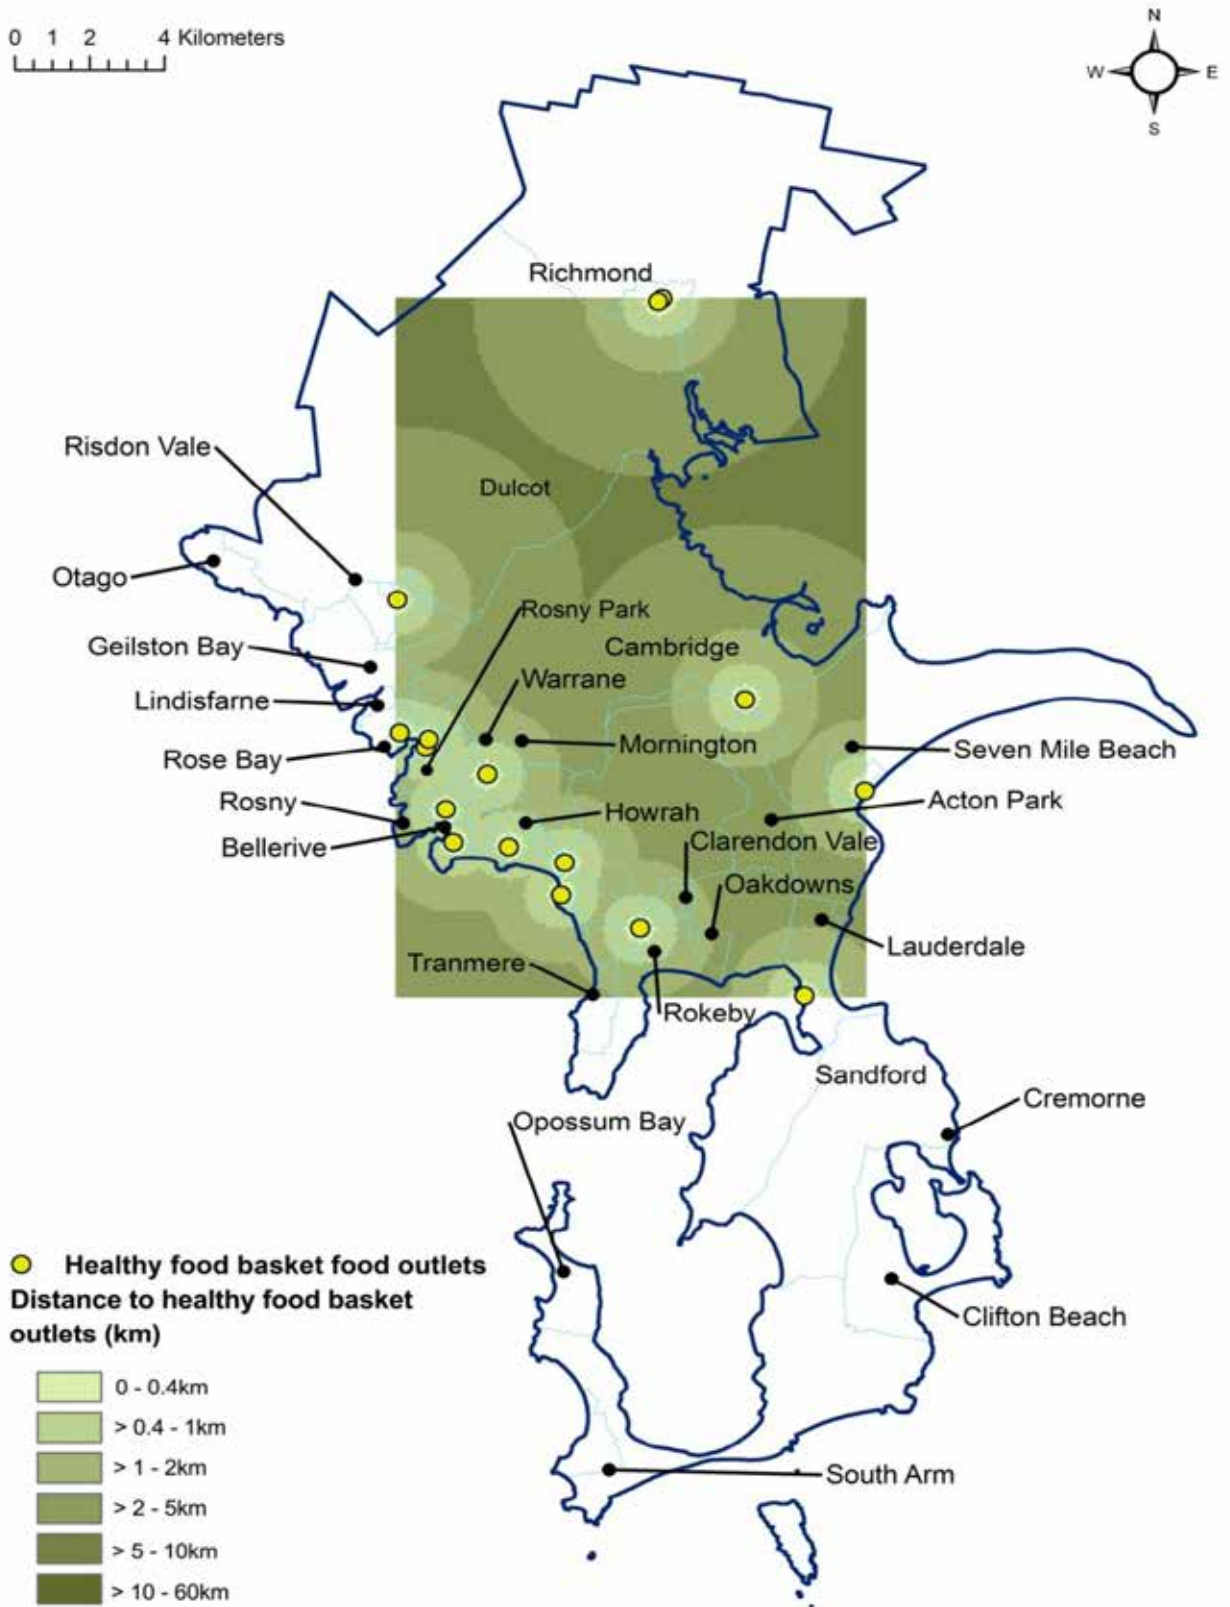 N
0 1 2 4 Kilometers
W E
S
Richmond
Risdon Vale
Dulcot
Otago
Rosny Park
Geilston Bay
Cambridge
Warrane
Lindisfarne
Mornington
Seven Mile Beach
Rose Bay
Rosny
Acton Park
Howrah
Bellerive
Clarendon Vale
Oakdowns
Lauderdale
Tranmere
Rokeby
Sandford
Cremorne
Opossum Bay
Healthy food basket food outlets
Distance to healthy food basket
outlets (km)
Clifton Beach
0 - 0.4km
> 0.4 - 1km
> 1 - 2km
South Arm
> 2 - 5km
> 5 - 10km
> 10 - 60km